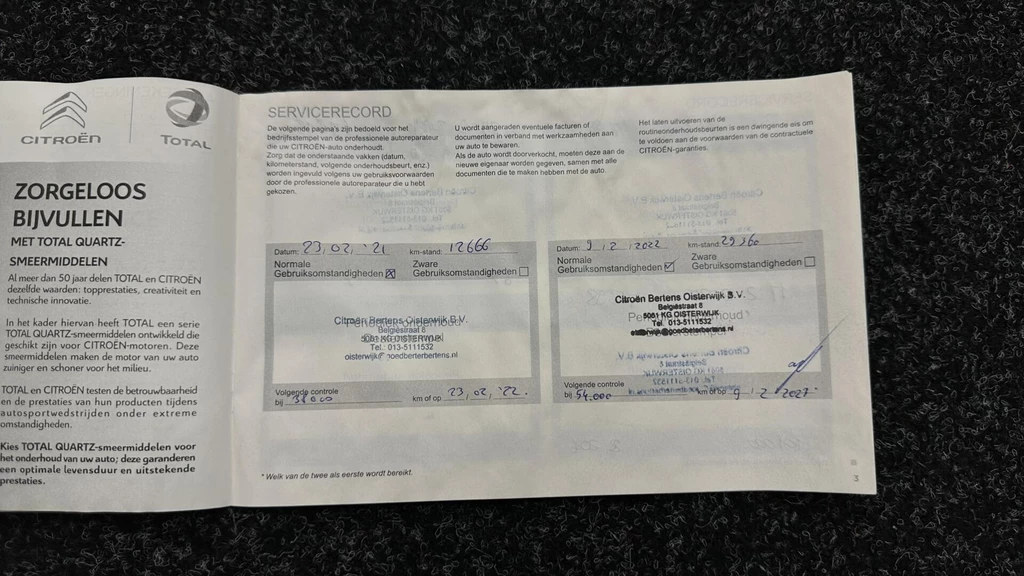 CITROËN
TOTAL
ZORGELOOS
BIJVULLEN
MET TOTAL QUARTZ-
SMEERMIDDELEN
Al meer dan 50 jaar delen TOTAL en CITROËN
dezelfde waarden: topprestaties, creativiteit en
technische innovatie.
In het kader hiervan heeft TOTAL een serie
TOTAL QUARTZ-smeermiddelen ontwikkeld die
geschikt zijn voor CITROËN-motoren. Deze
smeermiddelen maken de motor van uw auto
zuiniger en schoner voor het milieu.
TOTAL en CITROËN testen de betrouwbaarheid
en de prestaties van hun producten tijdens
autosportwedstrijden onder extreme
omstandigheden.
Kies TOTAL QUARTZ-smeermiddelen voor
het onderhoud van uw auto; deze garanderen
een optimale levensduur en uitstekende
prestaties.
SERVICERECORD
De volgende pagina's zijn bedoeld voor het
bedrijfsstempel van de professionele autoreparateur
die uw CITROËN-auto onderhoudt.
Zorg dat de onderstaande vakken (datum,
kilometerstand, volgende onderhoudsbeurt, enz.)
worden ingevuld volgens uw gebruiksvoorwaarden
door de professionele autoreparateur die u hebt
gekozen.
U wordt aangeraden eventuele facturen of
documenten in verband met werkzaamheden aan
uw auto te bewaren.
Als de auto wordt doorverkocht, moeten deze aan de
nieuwe eigenaar worden gegeven, samen met alle
documenten die te maken hebben met de auto.
Het laten uitvoeren van de
routineonderhoudsbeurten is een dwingende eis om
te voldoen aan de voorwaarden van de contractuele
CITROËN-garanties.
Datum: 23,02, '21 km-stand: 12666
Normale
Gebruiksomstandigheden
Zware
Gebruiksomstandigheden
Citroën Bertens Oisterwijk B.V.
Periodiek onderhoud
Belgiëstraat 8
5061 KG OISTERWIJK
Tel. 013-5111532
goedbeterbertens.nl
Volgende controle
bij km of op 23, 02, '22.
Datum: 9 / 2 / 2022 km-stand: 29360
Normale
Gebruiksomstandigheden
Zware
Gebruiksomstandigheden
Citroën Bertens Oisterwijk B.V.
Belgiëstraat 8
5061 KG OISTERWIJK
Tel. 013-5111532
Volgende controle
bij 54.000 km of op 9 / 2 / 2027
* Welk van de twee als eerste wordt bereikt.
3